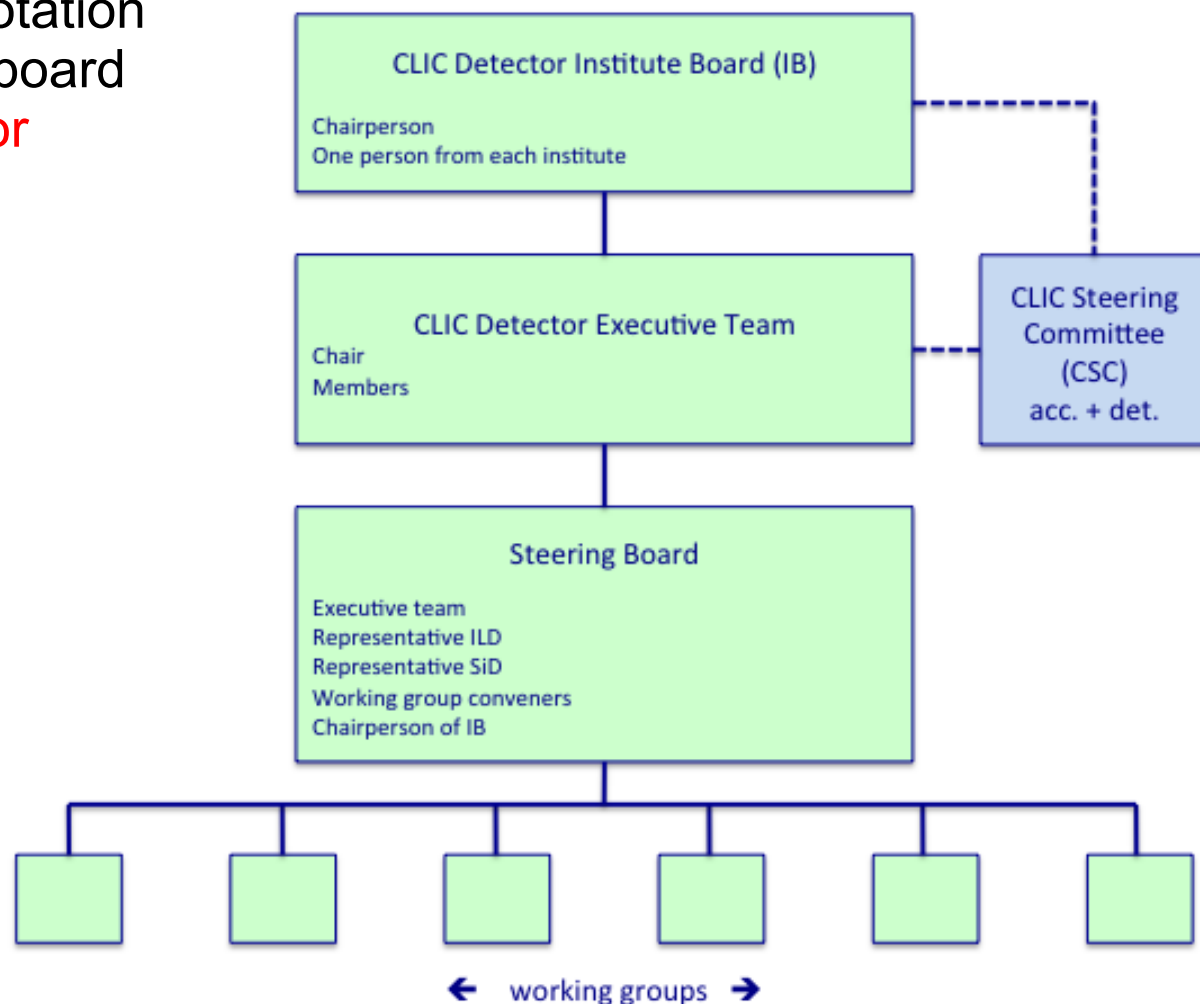 board
CLIC Detector Institute Board (IB)
Chairperson
One person from each institute
CLIC Detector Executive Team
Chair
Members
CLIC Steering
Committee
(CSC)
acc. + det.
Steering Board
Executive team
Representative ILD
Representative SiD
Working group conveners
Chairperson of IB
← working groups →